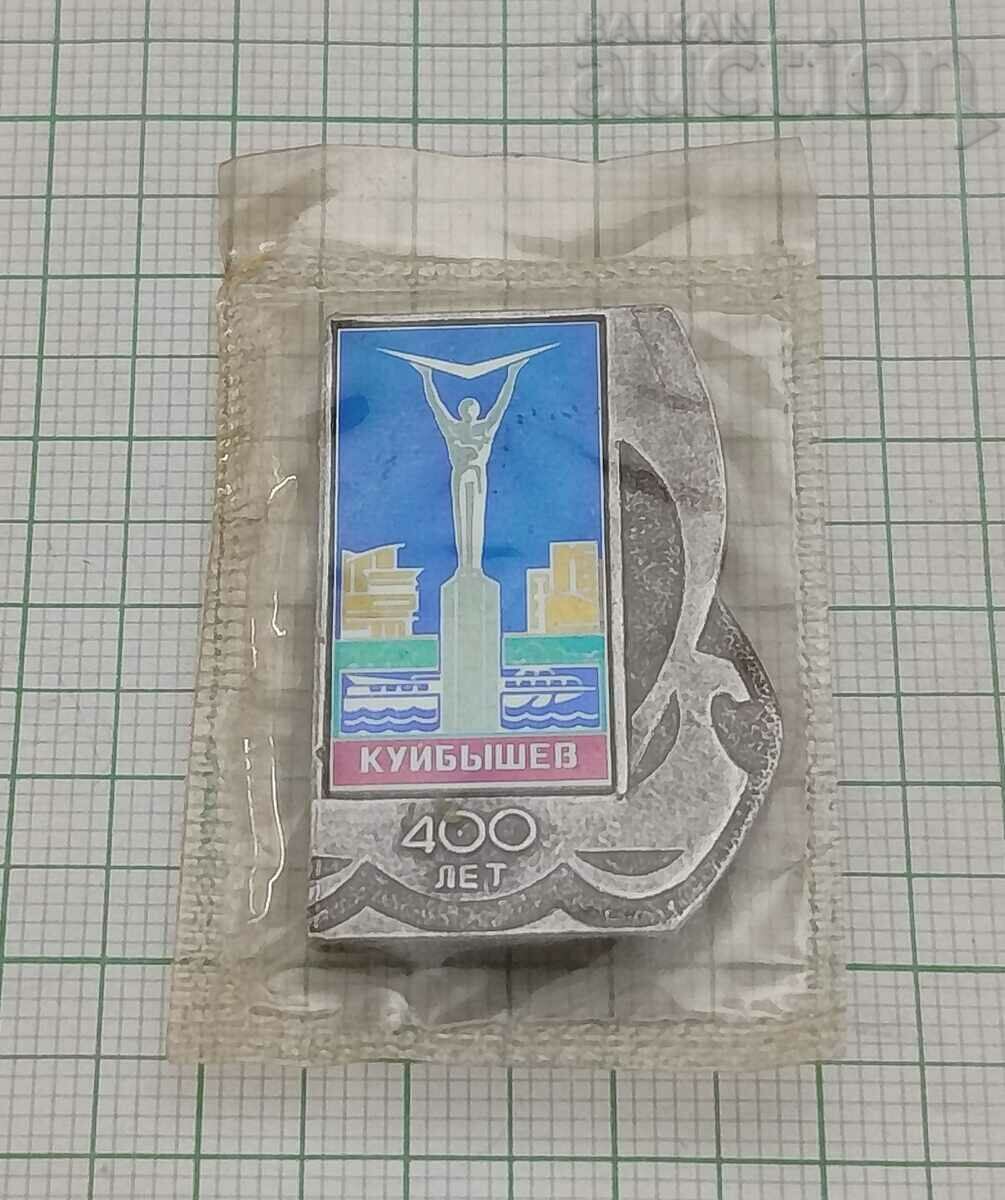 BALKAN
auction
КУЙБЫШЕВ
400
ЛЕТ